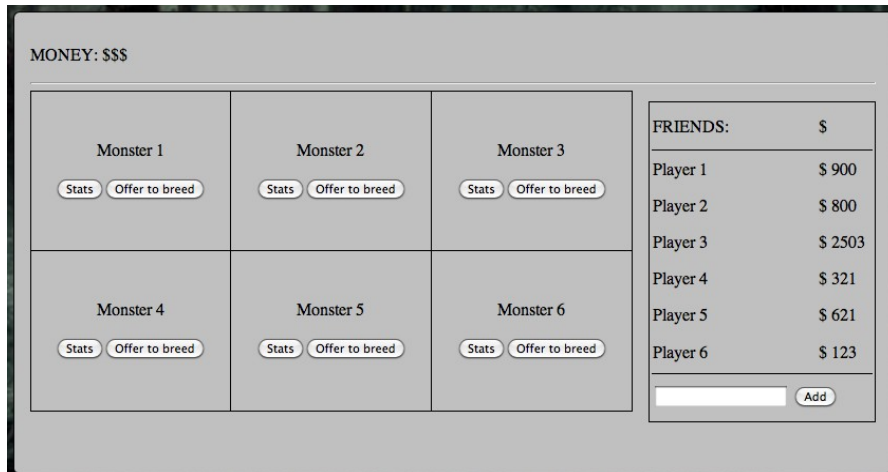 MONEY: $$$
Monster 1
Stats Offer to breed
Monster 2
Stats Offer to breed
Monster 3
Stats Offer to breed
Monster 4
Stats Offer to breed
Monster 5
Stats Offer to breed
Monster 6
Stats Offer to breed
FRIENDS: $
Player 1 $ 900
Player 2 $ 800
Player 3 $ 2503
Player 4 $ 321
Player 5 $ 621
Player 6 $ 123
Add